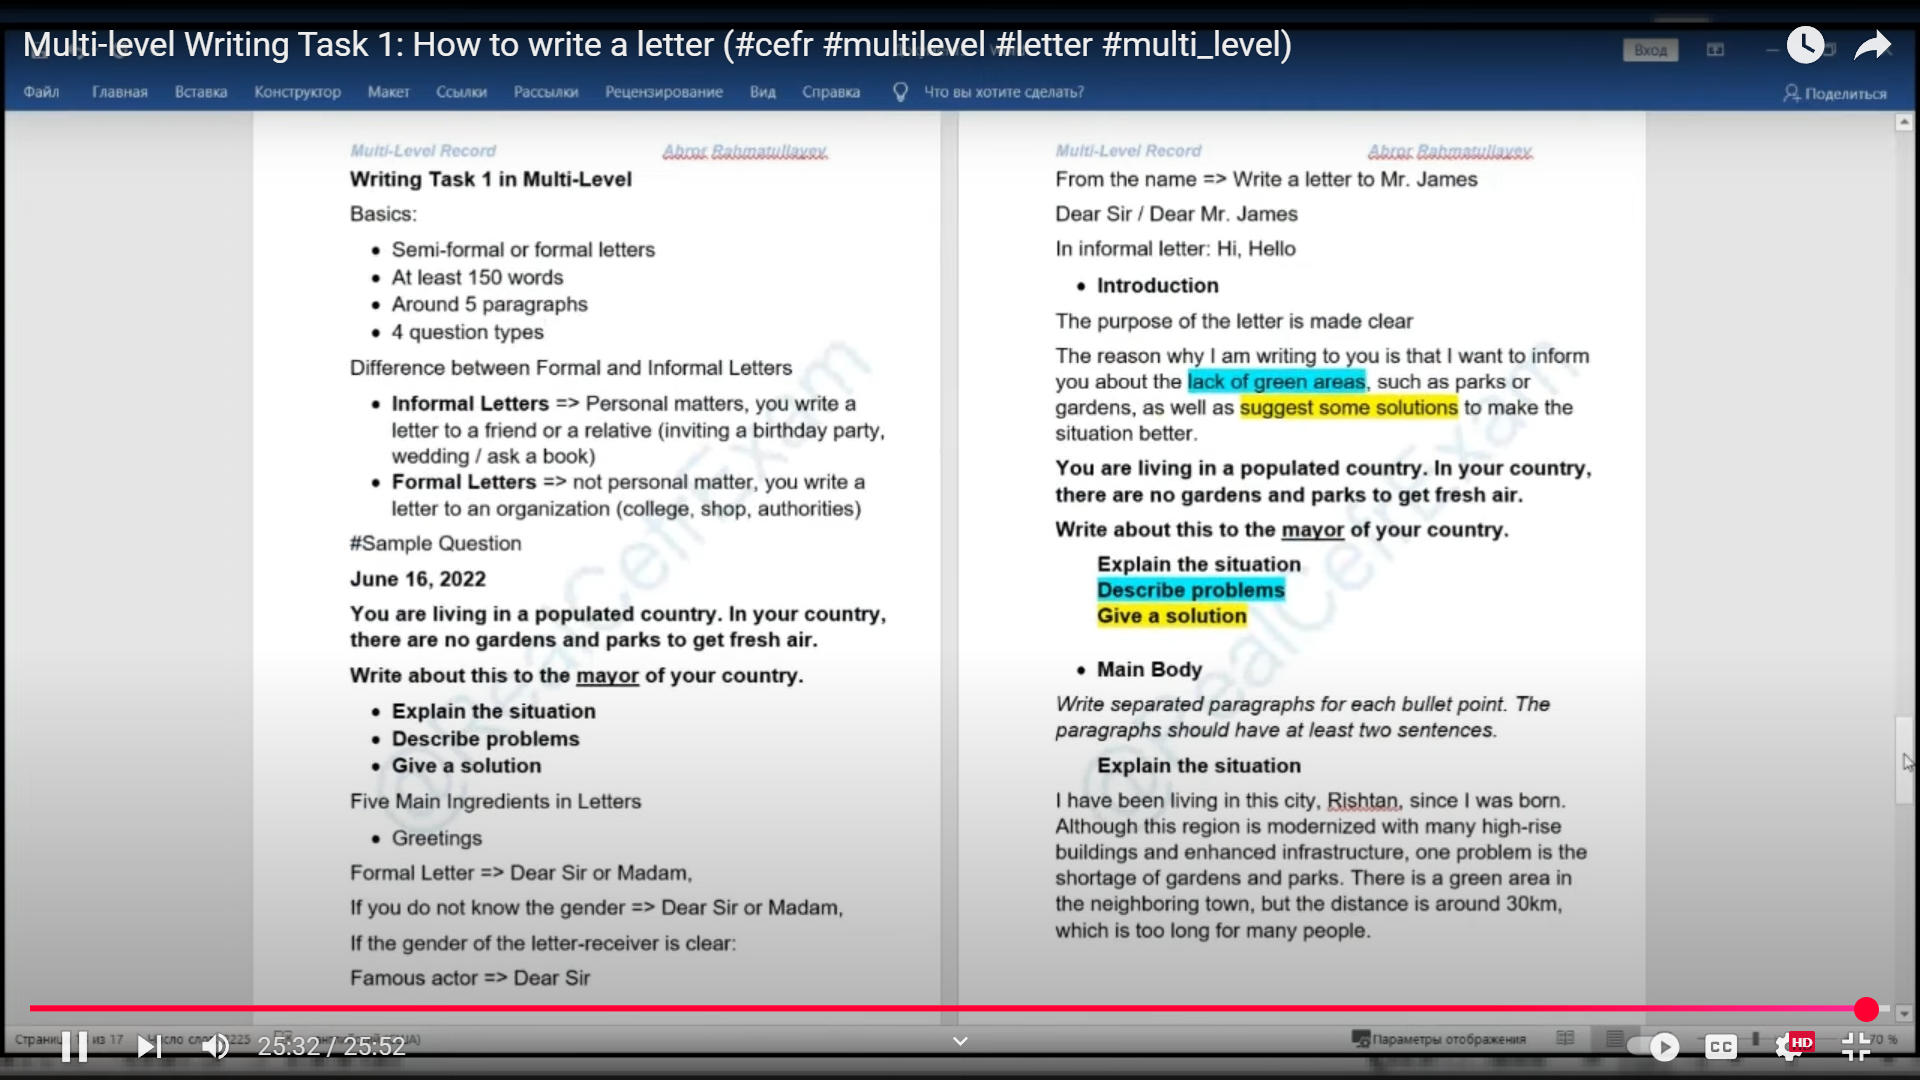 Multi-level Writing Task 1: How to write a letter (#cefr #multilevel #letter #multi_level)
Вход
Файл Главная Вставка Конструктор Макет Ссылки Рассылки Рецензирование Вид Справка Что вы хотите сделать? Поделиться
Multi-Level Record Abror Rahmatullayev
Writing Task 1 in Multi-Level
Basics:
• Semi-formal or formal letters
• At least 150 words
• Around 5 paragraphs
• 4 question types
Difference between Formal and Informal Letters
• Informal Letters => Personal matters, you write a
letter to a friend or a relative (inviting a birthday party,
wedding / ask a book)
• Formal Letters => not personal matter, you write a
letter to an organization (college, shop, authorities)
#Sample Question
June 16, 2022
You are living in a populated country. In your country,
there are no gardens and parks to get fresh air.
Write about this to the mayor of your country.
• Explain the situation
• Describe problems
• Give a solution
Five Main Ingredients in Letters
• Greetings
Formal Letter => Dear Sir or Madam,
If you do not know the gender => Dear Sir or Madam,
If the gender of the letter-receiver is clear:
Famous actor => Dear Sir
@RealCefrExam
Multi-Level Record Abror Rahmatullayev
From the name => Write a letter to Mr. James
Dear Sir / Dear Mr. James
In informal letter: Hi, Hello
• Introduction
The purpose of the letter is made clear
The reason why I am writing to you is that I want to inform
you about the lack of green areas, such as parks or
gardens, as well as suggest some solutions to make the
situation better.
You are living in a populated country. In your country,
there are no gardens and parks to get fresh air.
Write about this to the mayor of your country.
Explain the situation
Describe problems
Give a solution
• Main Body
Write separated paragraphs for each bullet point. The
paragraphs should have at least two sentences.
Explain the situation
I have been living in this city, Rishtan, since I was born.
Although this region is modernized with many high-rise
buildings and enhanced infrastructure, one problem is the
shortage of gardens and parks. There is a green area in
the neighboring town, but the distance is around 30km,
which is too long for many people.
@RealCefrExam
из 17 Число 2225 Параметры отображения 70 %
25:32 / 25:52 CC HD